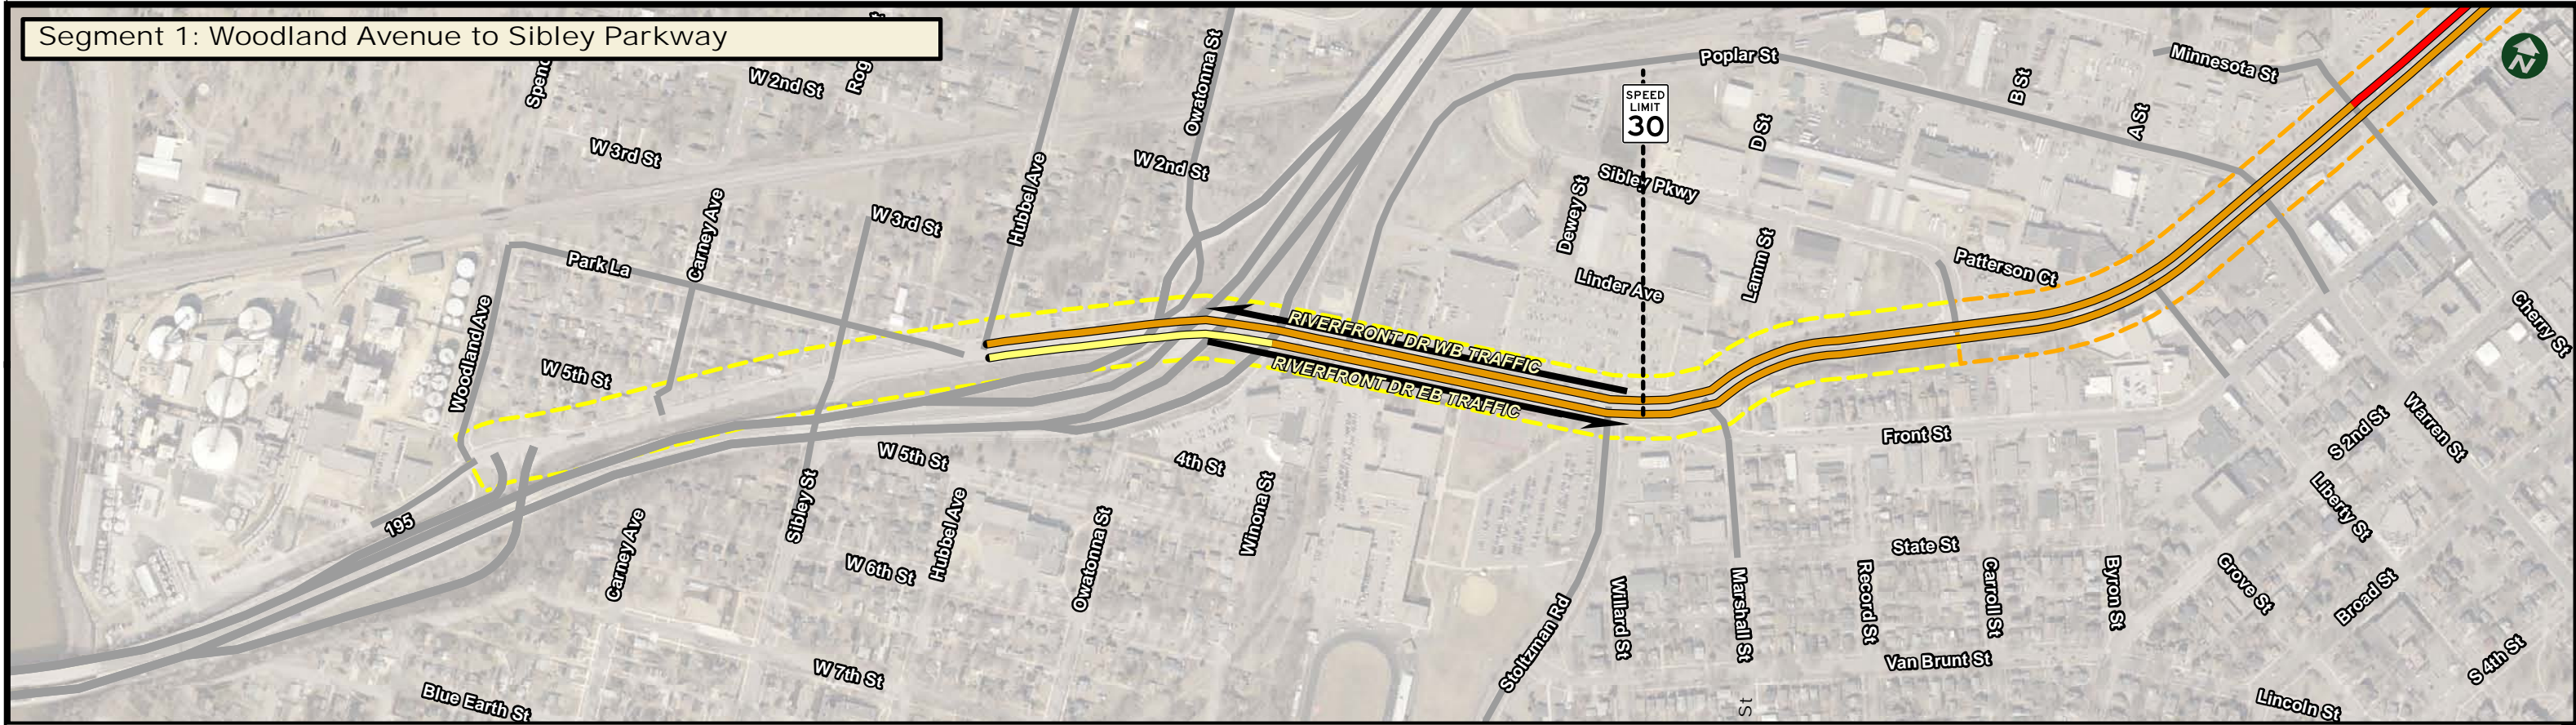 Segment 1: Woodland Avenue to Sibley Parkway
W 2nd St
Owatonna St
Poplar St
Minnesota St
N
SPEED
LIMIT
30
B St
A St
D St
W 3rd St
W 2nd St
Hubbel Ave
Carney Ave
W 3rd St
Sibley Pkwy
Dewey St
Lamm St
Linder Ave
Patterson Ct
Park La
Cherry St
Woodland Ave
W 5th St
RIVERFRONT DR WB TRAFFIC
RIVERFRONT DR EB TRAFFIC
Front St
S 2nd St
Warren St
W 5th St
4th St
Winona St
Sibley St
Hubbel Ave
Owatonna St
Carney Ave
195
W 6th St
Liberty St
State St
Record St
Carroll St
Byron St
Grove St
Broad St
Willard St
Marshall St
Stoltzman Rd
Van Brunt St
S 4th St
W 7th St
Blue Earth St
St
Lincoln St